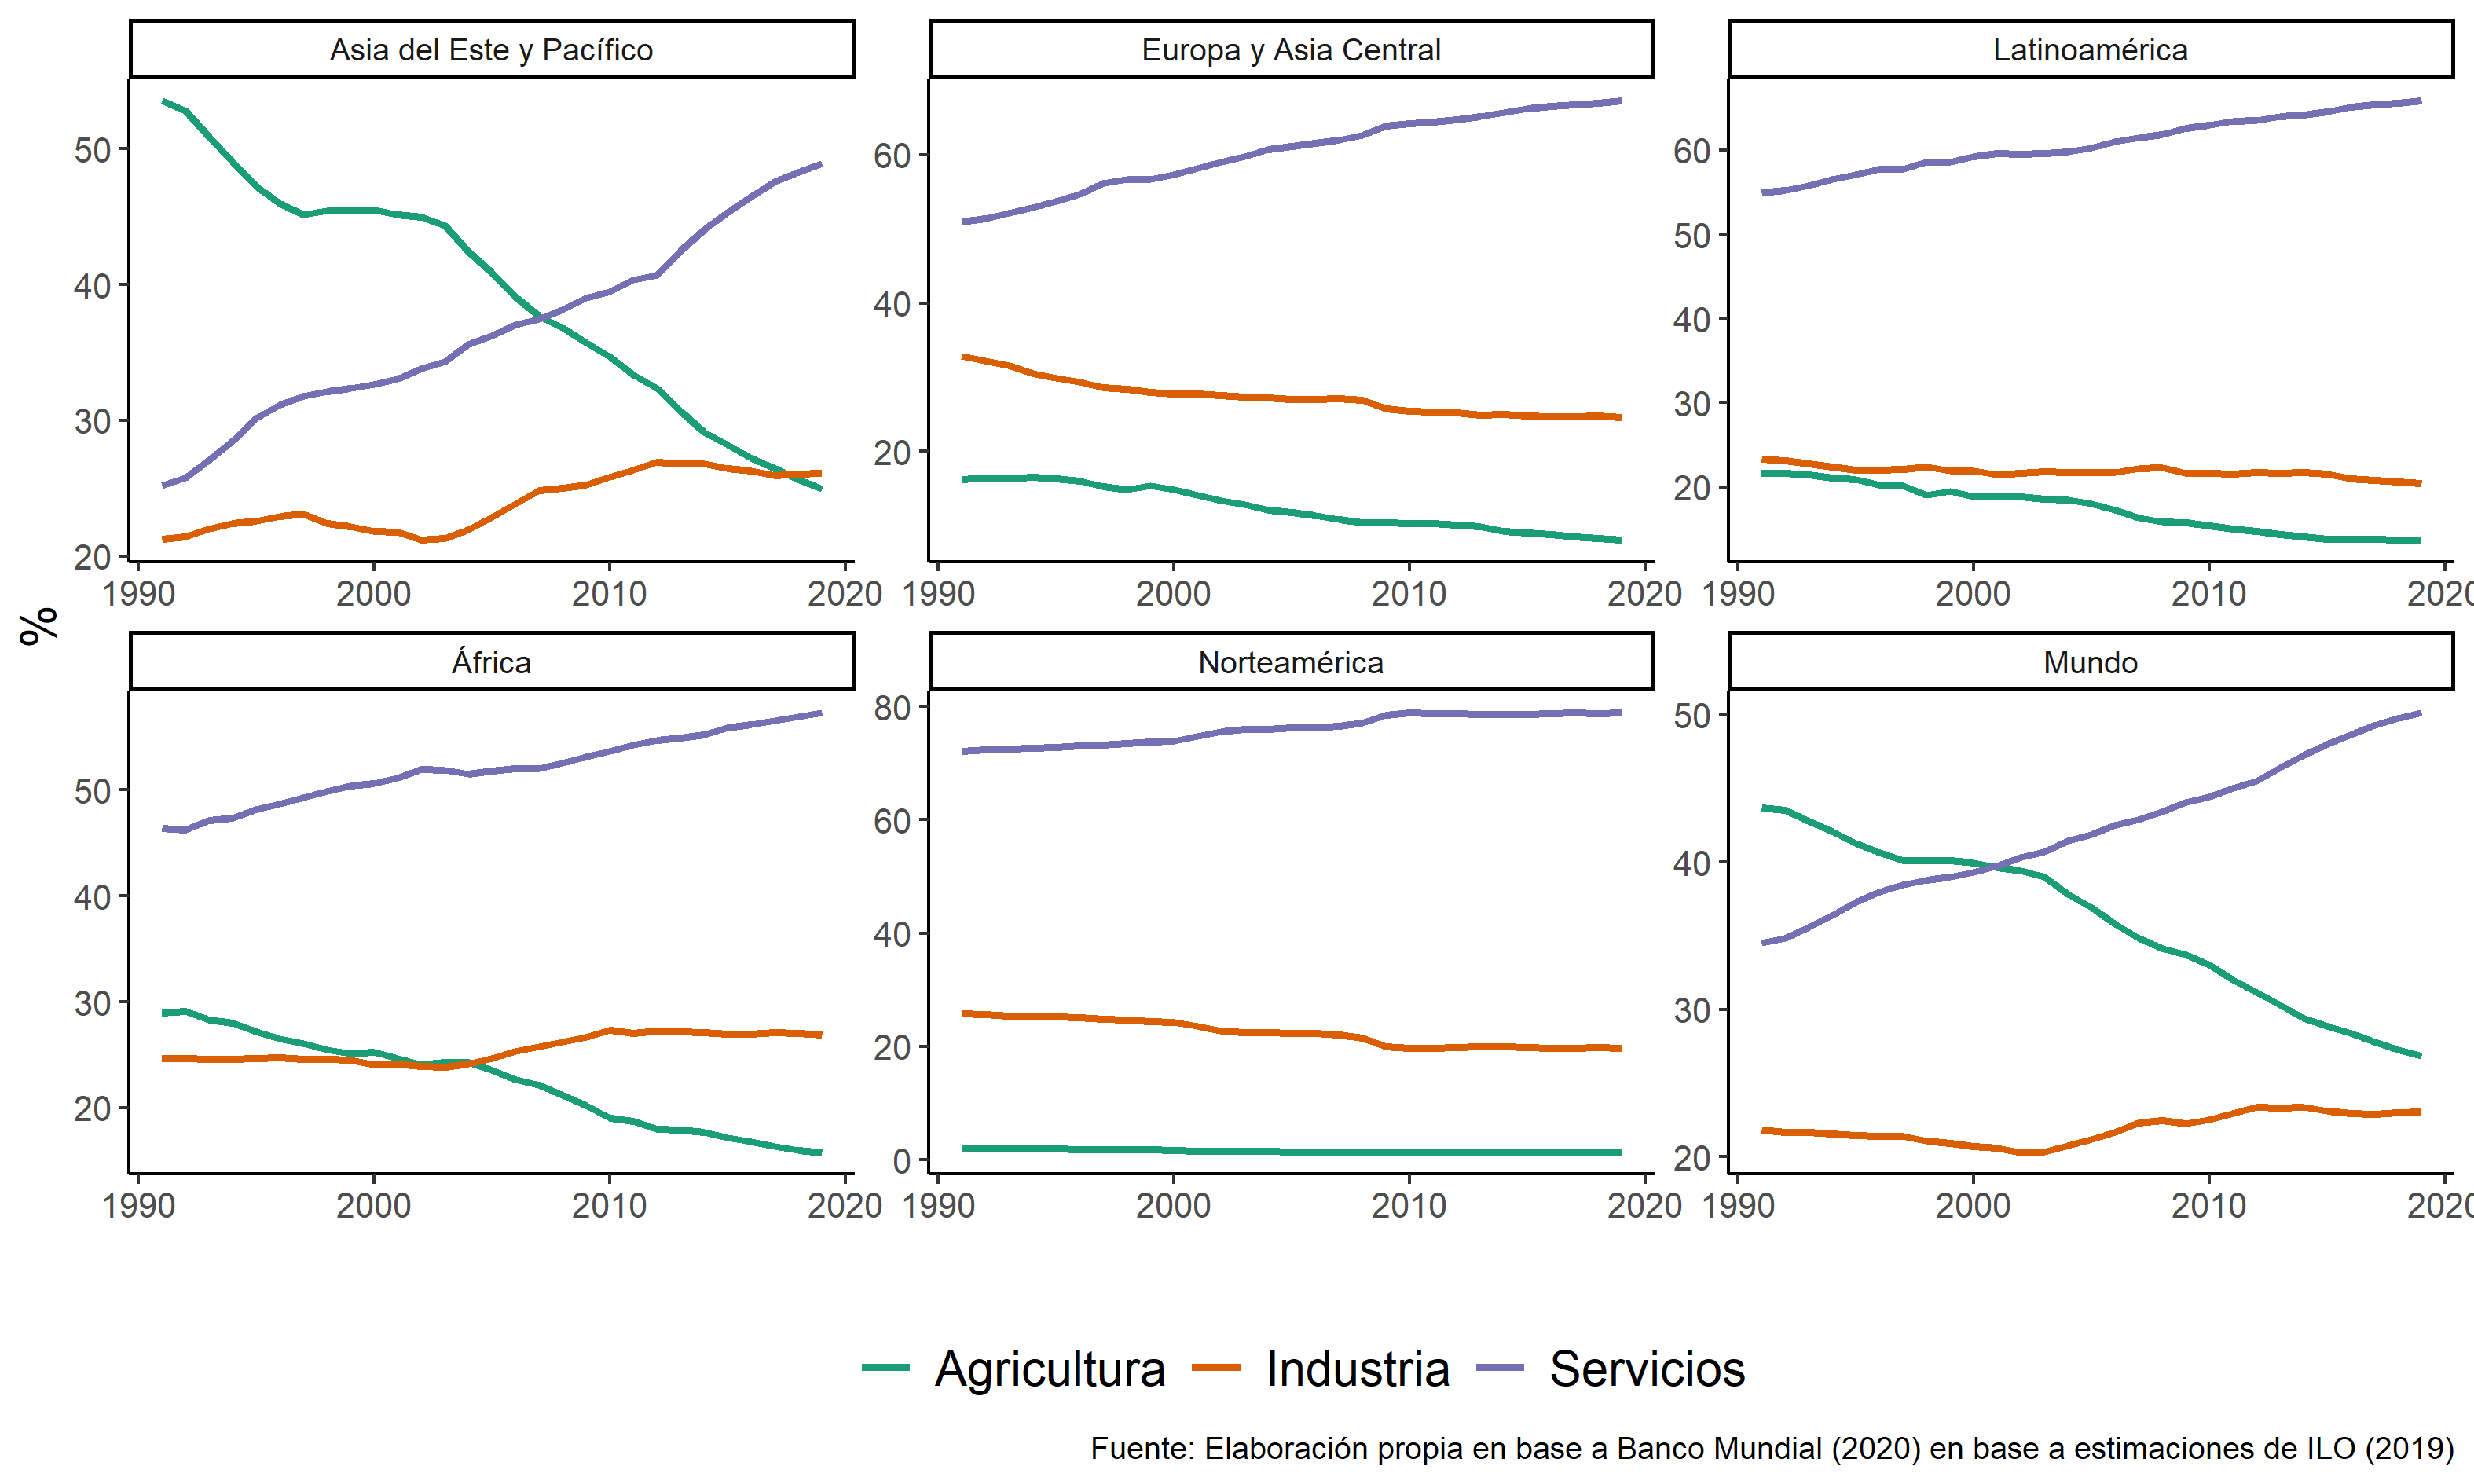 Asia del Este y Pacífico
Europa y Asia Central
Latinoamérica
50
40
30
20
60
40
20
60
50
40
30
20
1990 2000 2010 2020
1990 2000 2010 2020
1990 2000 2010 2020
%
África
Norteamérica
Mundo
50
40
30
20
80
60
40
20
0
50
40
30
20
1990 2000 2010 2020
1990 2000 2010 2020
1990 2000 2010 2020
Agricultura Industria Servicios
Fuente: Elaboración propia en base a Banco Mundial (2020) en base a estimaciones de ILO (2019)